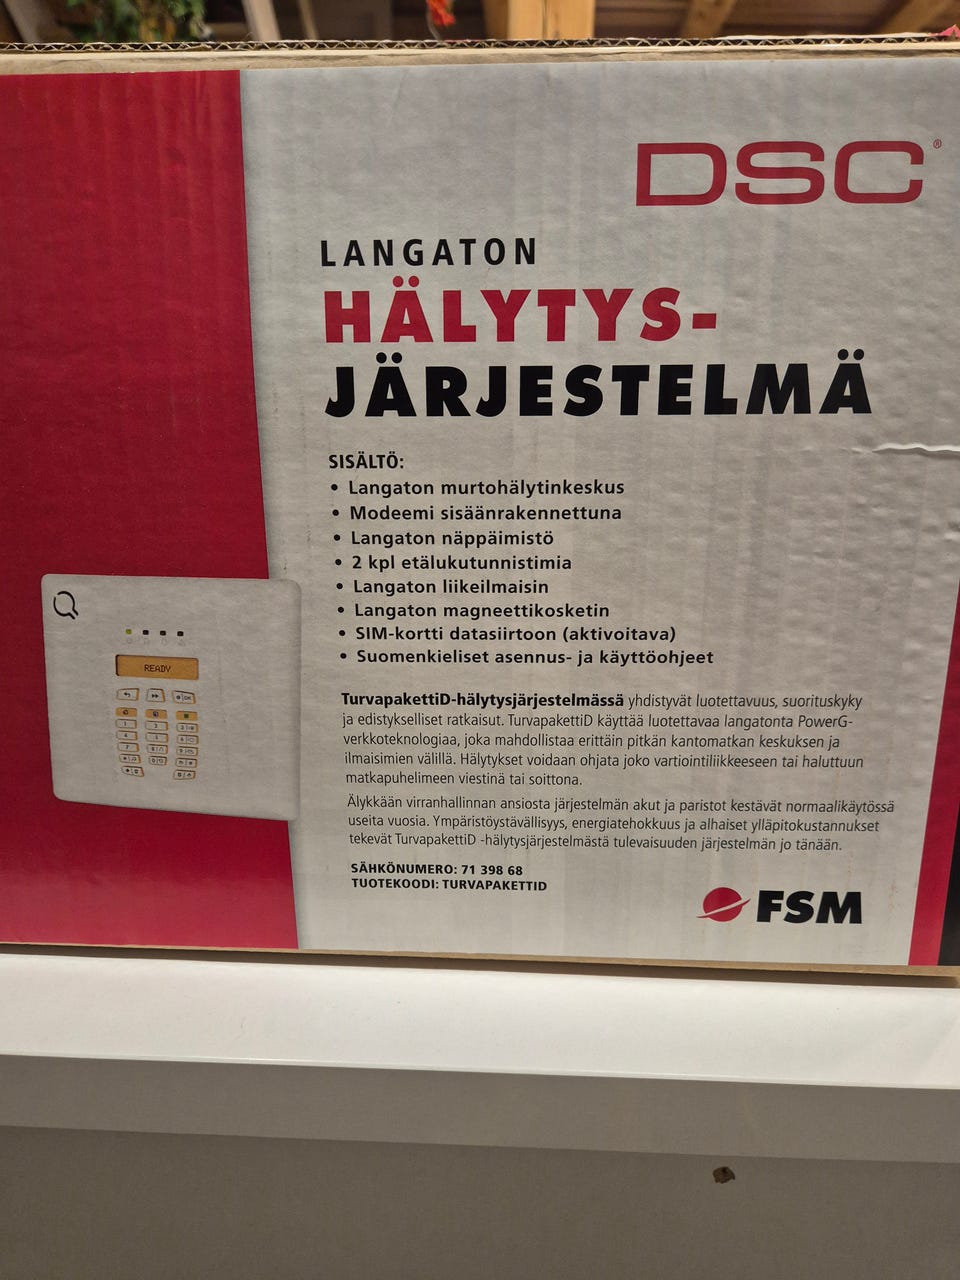 DSC®
LANGATON
HÄLYTYS-
JÄRJESTELMÄ
SISÄLTÖ:
• Langaton murtohälytinkeskus
• Modeemi sisäänrakennettuna
• Langaton näppäimistö
• 2 kpl etälukutunnistimia
• Langaton liikeilmaisin
• Langaton magneettikosketin
• SIM-kortti datasiirtoon (aktivoitava)
• Suomenkieliset asennus- ja käyttöohjeet
READY
TurvapakettiD-hälytysjärjestelmässä yhdistyvät luotettavuus, suorituskyky
ja edistykselliset ratkaisut. TurvapakettiD käyttää luotettavaa langatonta PowerG-
verkkoteknologiaa, joka mahdollistaa erittäin pitkän kantomatkan keskuksen ja
ilmaisimien välillä. Hälytykset voidaan ohjata joko vartiointiliikkeeseen tai haluttuun
matkapuhelimeen viestinä tai soittona.
Älykkään virranhallinnan ansiosta järjestelmän akut ja paristot kestävät normaalikäytössä
useita vuosia. Ympäristöystävällisyys, energiatehokkuus ja alhaiset ylläpitokustannukset
tekevät TurvapakettiD -hälytysjärjestelmästä tulevaisuuden järjestelmän jo tänään.
SÄHKÖNUMERO: 71 398 68
TUOTEKOODI: TURVAPAKETTID
FSM